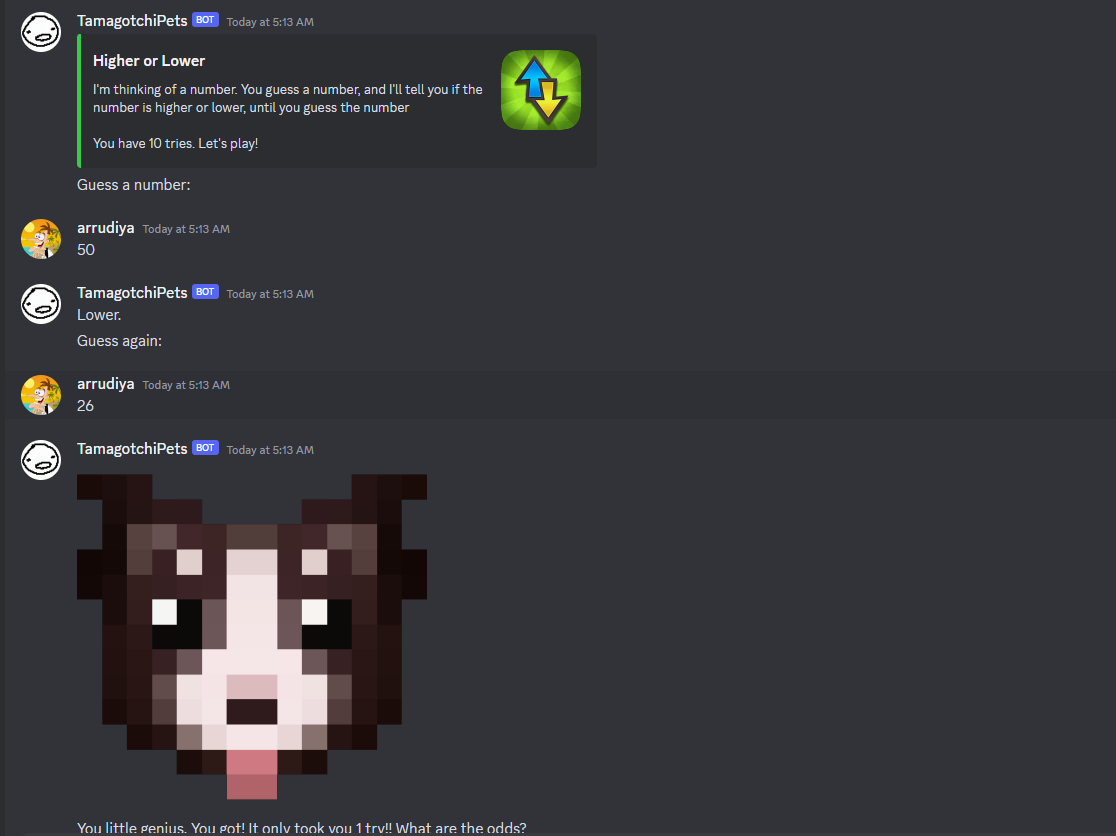 TamagotchiPets BOT Today at 5:13 AM
Higher or Lower
I'm thinking of a number. You guess a number, and I'll tell you if the
number is higher or lower, until you guess the number
You have 10 tries. Let's play!
Guess a number:
arrudiya Today at 5:13 AM
50
TamagotchiPets BOT Today at 5:13 AM
Lower.
Guess again:
arrudiya Today at 5:13 AM
26
TamagotchiPets BOT Today at 5:13 AM
You little genius. You got! It only took you 1 try!! What are the odds?